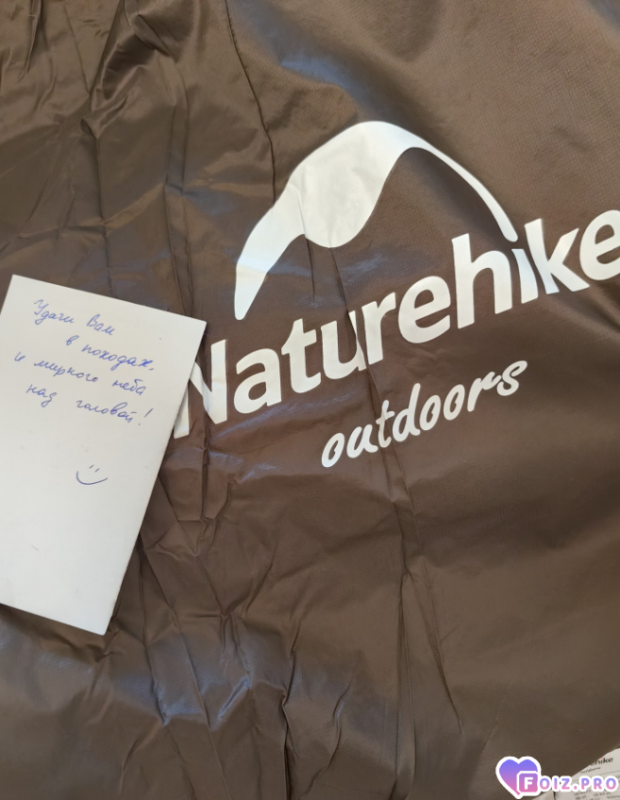 Naturehike
outdoors
Удачи Вам
в походах,
и мирного неба
над головой!
FOIZ.PRO